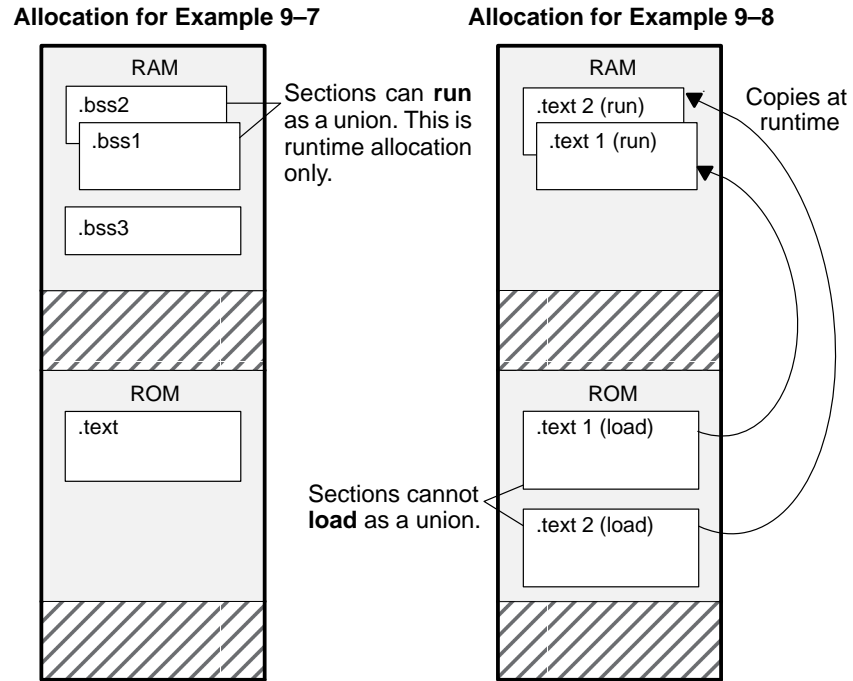 Allocation for Example 9–7
RAM
.bss2
.bss1
.bss3
Sections can run
as a union. This is
runtime allocation
only.
ROM
.text
Allocation for Example 9–8
RAM
.text 2 (run)
.text 1 (run)
Copies at
runtime
ROM
.text 1 (load)
.text 2 (load)
Sections cannot
load as a union.